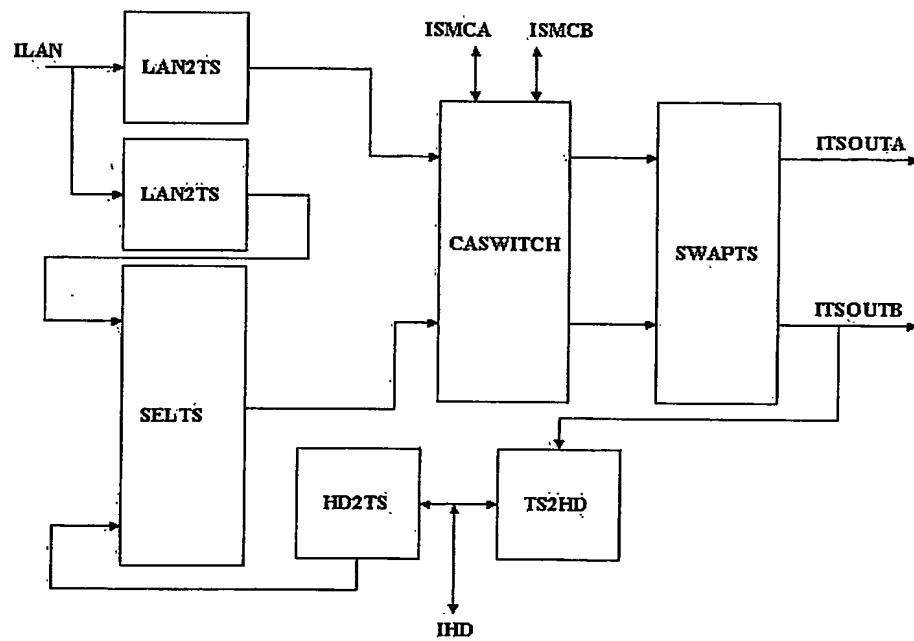 ISMCA
ISMCB
ILAN
LAN2TS
ITSOUTA
LAN2TS
CASWITCH
SWAPTS
ITSOUTB
SELTS
HD2TS
TS2HD
IHD